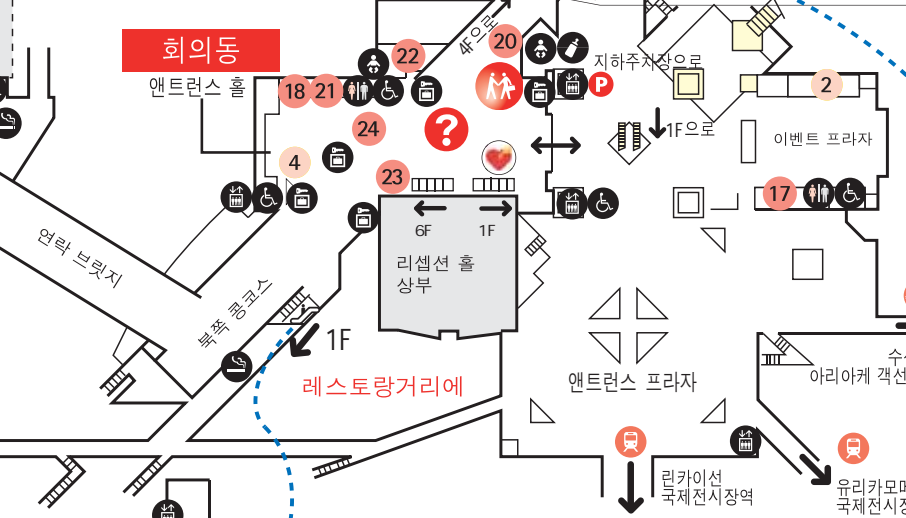 회의동
앤트런스 홀
22
4F으로
20
지하주차장으로
P
18
21
24
?
4
23
1F으로
2
이벤트 프라자
17
6F
1F
리셉션 홀
상부
연락 브릿지
북쪽 콩코스
1F
레스토랑거리에
앤트런스 프라자
아리아케 객선
린카이선
국제전시장역
유리카모메
국제전시장